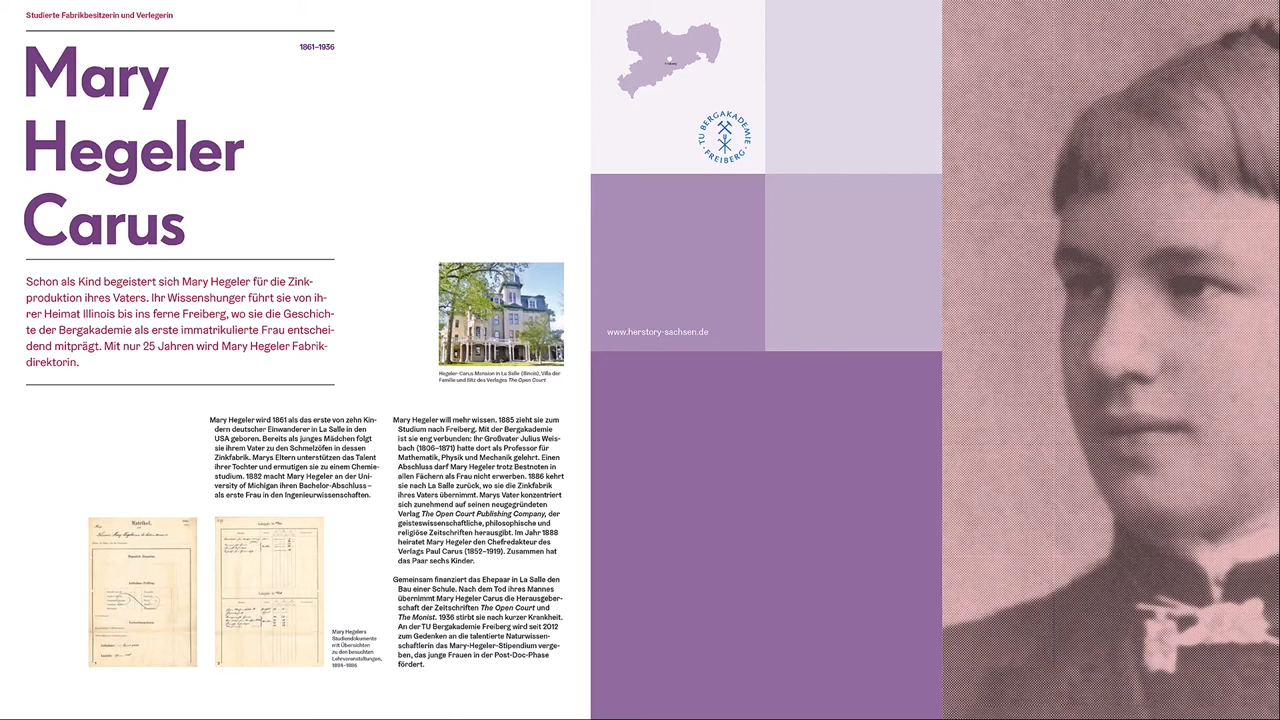 Studierte Fabrikbesitzerin und Verlegerin
1861–1936
Mary
Hegeler
Carus
Schon als Kind begeistert sich Mary Hegeler für die Zink-
produktion ihres Vaters. Ihr Wissenshunger führt sie von ih-
rer Heimat Illinois bis ins ferne Freiberg, wo sie die Geschich-
te der Bergakademie als erste immatrikulierte Frau entschei-
dend mitprägt. Mit nur 25 Jahren wird Mary Hegeler Fabrik-
direktorin.
Hegeler-Carus Mansion in La Salle (Illinois), Villa der
Familie und Sitz des Verlages The Open Court
Mary Hegeler wird 1861 als das erste von zehn Kin-
dern deutscher Einwanderer in La Salle in den
USA geboren. Bereits als junges Mädchen folgt
sie ihrem Vater zu den Schmelzöfen in dessen
Zinkfabrik. Marys Eltern unterstützen das Talent
ihrer Tochter und ermutigen sie zu einem Chemie-
studium. 1882 macht Mary Hegeler an der Uni-
versity of Michigan ihren Bachelor-Abschluss –
als erste Frau in den Ingenieurwissenschaften.
Matrikel.
Mary Hegelers
Studiendokumente
mit Übersichten
zu den besuchten
Lehrveranstaltungen,
1884–1886
Mary Hegeler will mehr wissen. 1885 zieht sie zum
Studium nach Freiberg. Mit der Bergakademie
ist sie eng verbunden: Ihr Großvater Julius Weis-
bach (1806–1871) hatte dort als Professor für
Mathematik, Physik und Mechanik gelehrt. Einen
Abschluss darf Mary Hegeler trotz Bestnoten in
allen Fächern als Frau nicht erwerben. 1886 kehrt
sie nach La Salle zurück, wo sie die Zinkfabrik
ihres Vaters übernimmt. Marys Vater konzentriert
sich zunehmend auf seinen neugegründeten
Verlag The Open Court Publishing Company, der
geisteswissenschaftliche, philosophische und
religiöse Zeitschriften herausgibt. Im Jahr 1888
heiratet Mary Hegeler den Chefredakteur des
Verlags Paul Carus (1852–1919). Zusammen hat
das Paar sechs Kinder.
Gemeinsam finanziert das Ehepaar in La Salle den
Bau einer Schule. Nach dem Tod ihres Mannes
übernimmt Mary Hegeler Carus die Herausgeber-
schaft der Zeitschriften The Open Court und
The Monist. 1936 stirbt sie nach kurzer Krankheit.
An der TU Bergakademie Freiberg wird seit 2012
zum Gedenken an die talentierte Naturwissen-
schaftlerin das Mary-Hegeler-Stipendium verge-
ben, das junge Frauen in der Post-Doc-Phase
fördert.
Freiberg
TU BERGAKADEMIE
FREIBERG
www.herstory-sachsen.de